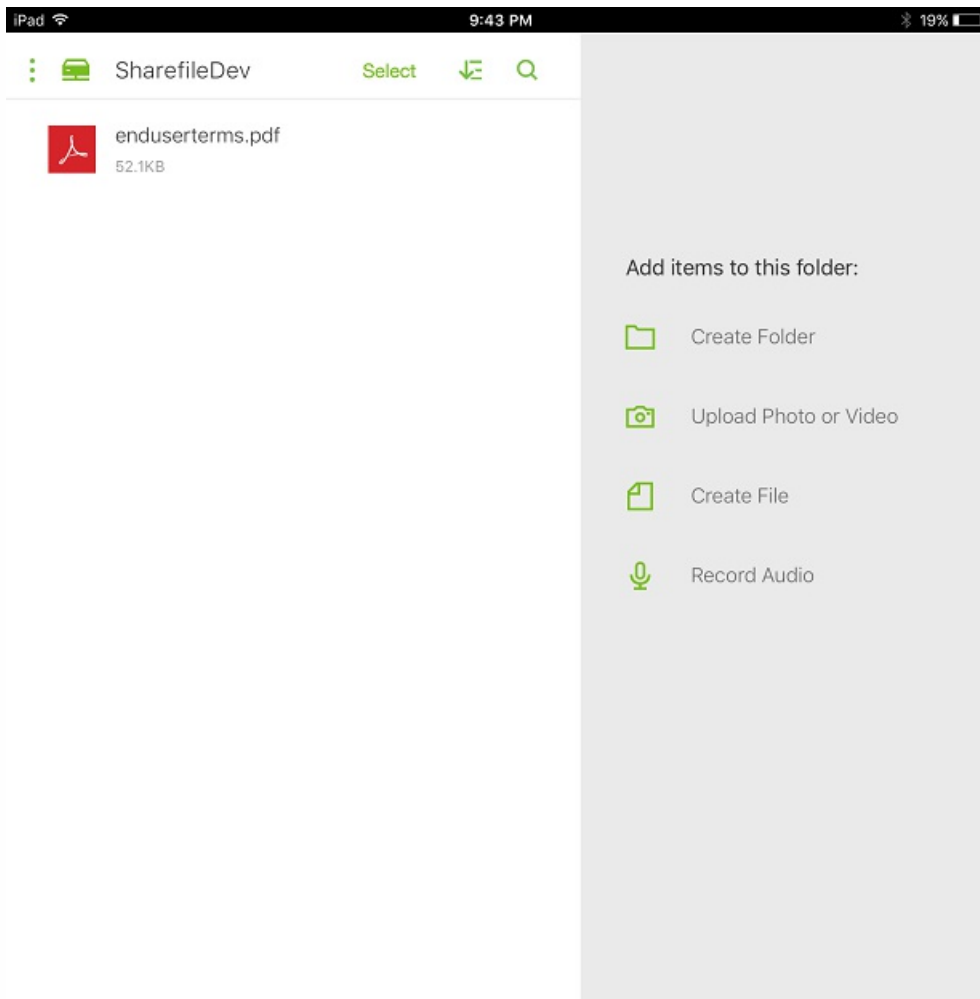 iPad 9:43 PM 19%
SharefileDev Select
enduserterms.pdf
52.1KB
Add items to this folder:
Create Folder
Upload Photo or Video
Create File
Record Audio